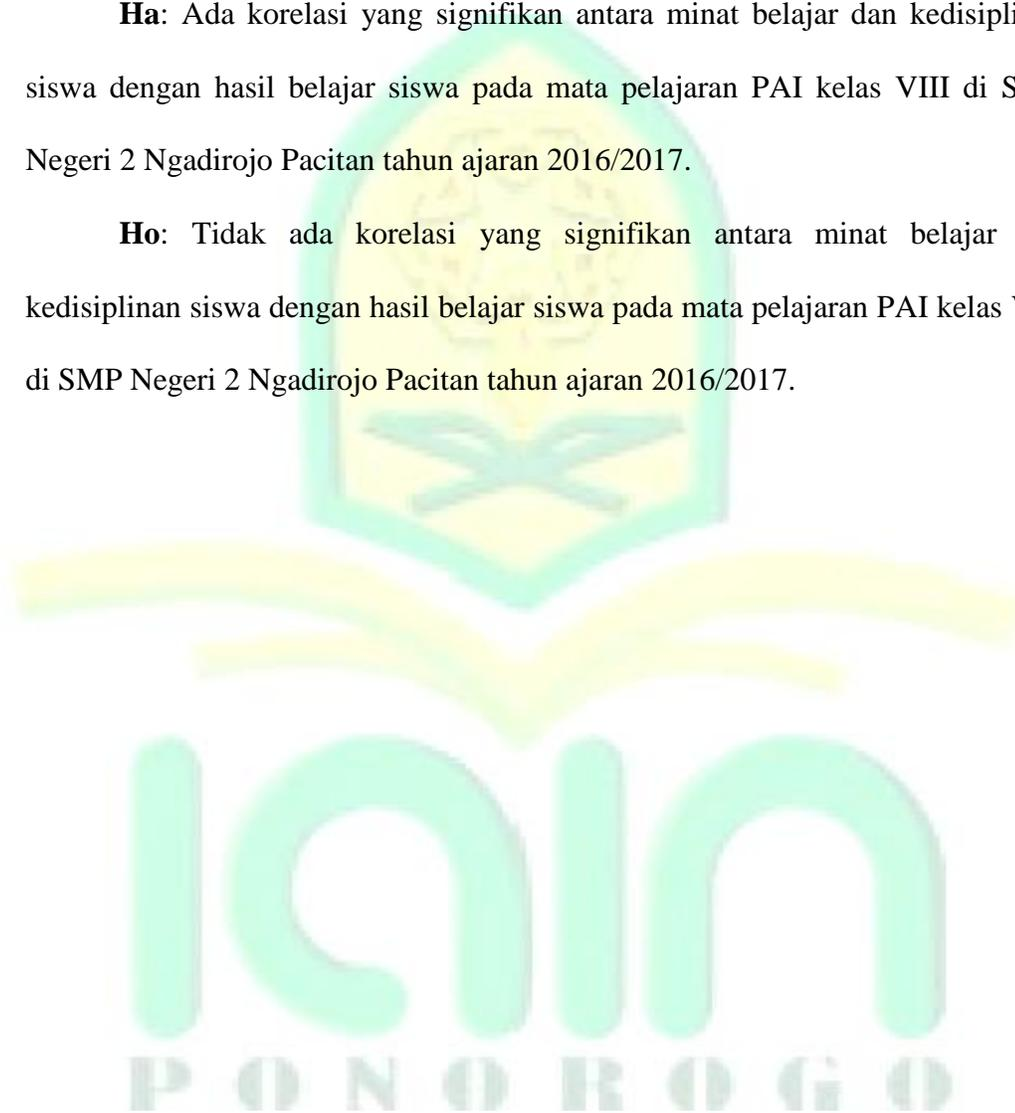 Ha: Ada korelasi yang signifikan antara minat belajar dan kedisipli
siswa dengan hasil belajar siswa pada mata pelajaran PAI kelas VIII di S
Negeri 2 Ngadirojo Pacitan tahun ajaran 2016/2017.
Ho: Tidak ada korelasi yang signifikan antara minat belajar
kedisiplinan siswa dengan hasil belajar siswa pada mata pelajaran PAI kelas V
di SMP Negeri 2 Ngadirojo Pacitan tahun ajaran 2016/2017.
IAIN
PONOROGO